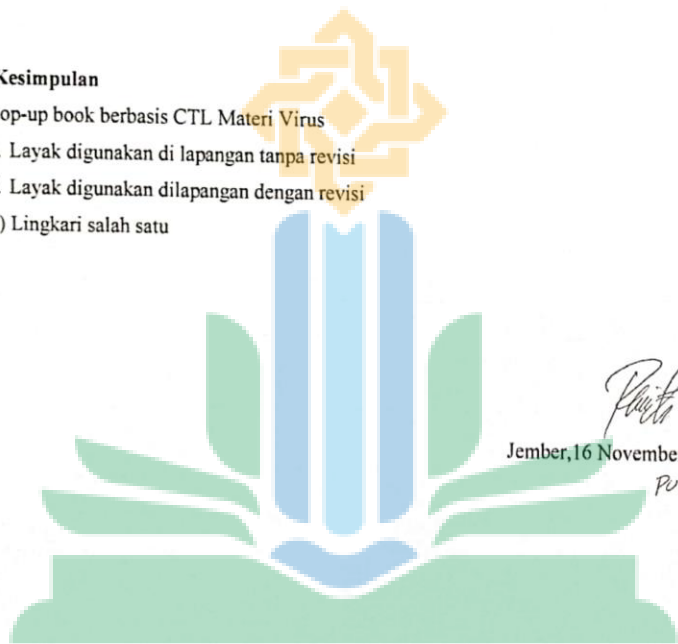 Kesimpulan
op-up book berbasis CTL Materi Virus
. Layak digunakan di lapangan tanpa revisi
. Layak digunakan dilapangan dengan revisi
) Lingkari salah satu
Jember,16 Novembe